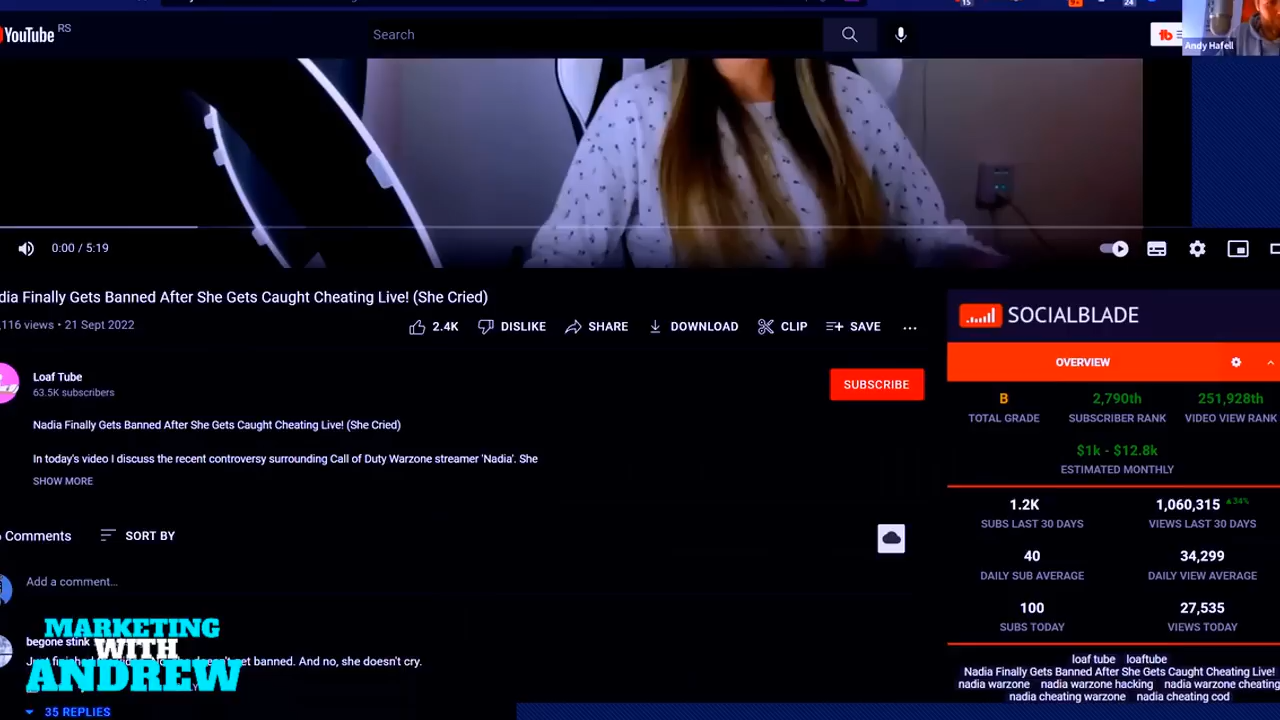 YouTube RS
Search
Andy Hafell
0:00 / 5:19
dia Finally Gets Banned After She Gets Caught Cheating Live! (She Cried)
,116 views • 21 Sept 2022
2.4K DISLIKE SHARE DOWNLOAD CLIP SAVE ...
Loaf Tube
63.5K subscribers
SUBSCRIBE
Nadia Finally Gets Banned After She Gets Caught Cheating Live! (She Cried)
In today's video I discuss the recent controversy surrounding Call of Duty Warzone streamer 'Nadia'. She
SHOW MORE
Comments SORT BY
Add a comment...
begone stink
et banned. And no, she doesn't cry.
35 REPLIES
MARKETING
WITH
ANDREW
SOCIALBLADE
OVERVIEW
B 2,790th 251,928th
TOTAL GRADE SUBSCRIBER RANK VIDEO VIEW RANK
$1k - $12.8k
ESTIMATED MONTHLY
1.2K 1,060,315 ▲34%
SUBS LAST 30 DAYS VIEWS LAST 30 DAYS
40 34,299
DAILY SUB AVERAGE DAILY VIEW AVERAGE
100 27,535
SUBS TODAY VIEWS TODAY
loaf tube loaftube
Nadia Finally Gets Banned After She Gets Caught Cheating Live!
nadia warzone nadia warzone hacking nadia warzone cheating
nadia cheating warzone nadia cheating cod